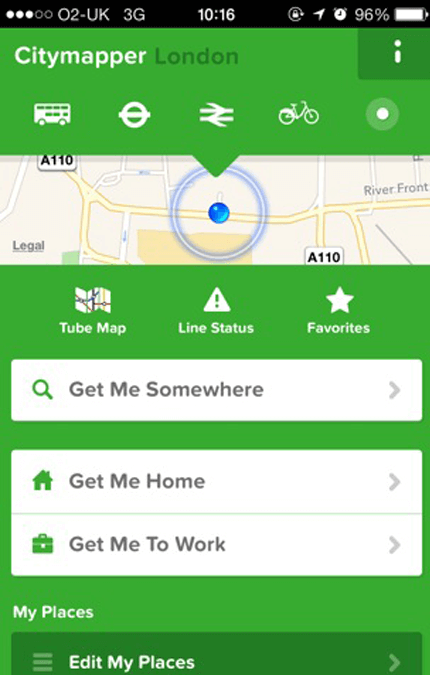 O2-UK 3G 10:16 96%
Citymapper London
A110
River Front
Legal
A110
Tube Map Line Status Favorites
Get Me Somewhere
Get Me Home
Get Me To Work
My Places
Edit My Places